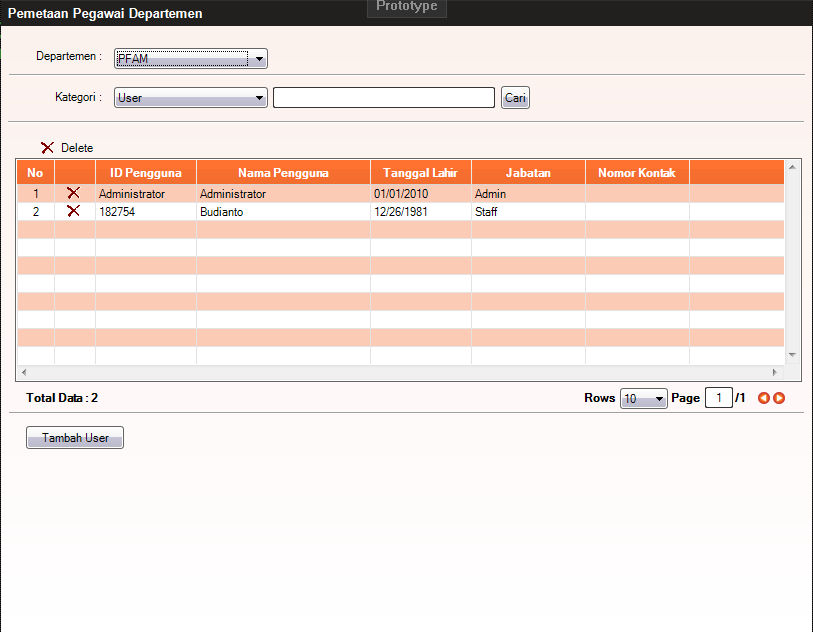 Prototype
Pemetaan Pegawai Departemen
Departemen : PFAM
Kategori : User Cari
Delete
No ID Pengguna Nama Pengguna Tanggal Lahir Jabatan Nomor Kontak
1 Administrator Administrator 01/01/2010 Admin
2 182754 Budianto 12/26/1981 Staff
Total Data : 2 Rows 10 Page 1 /1
Tambah User